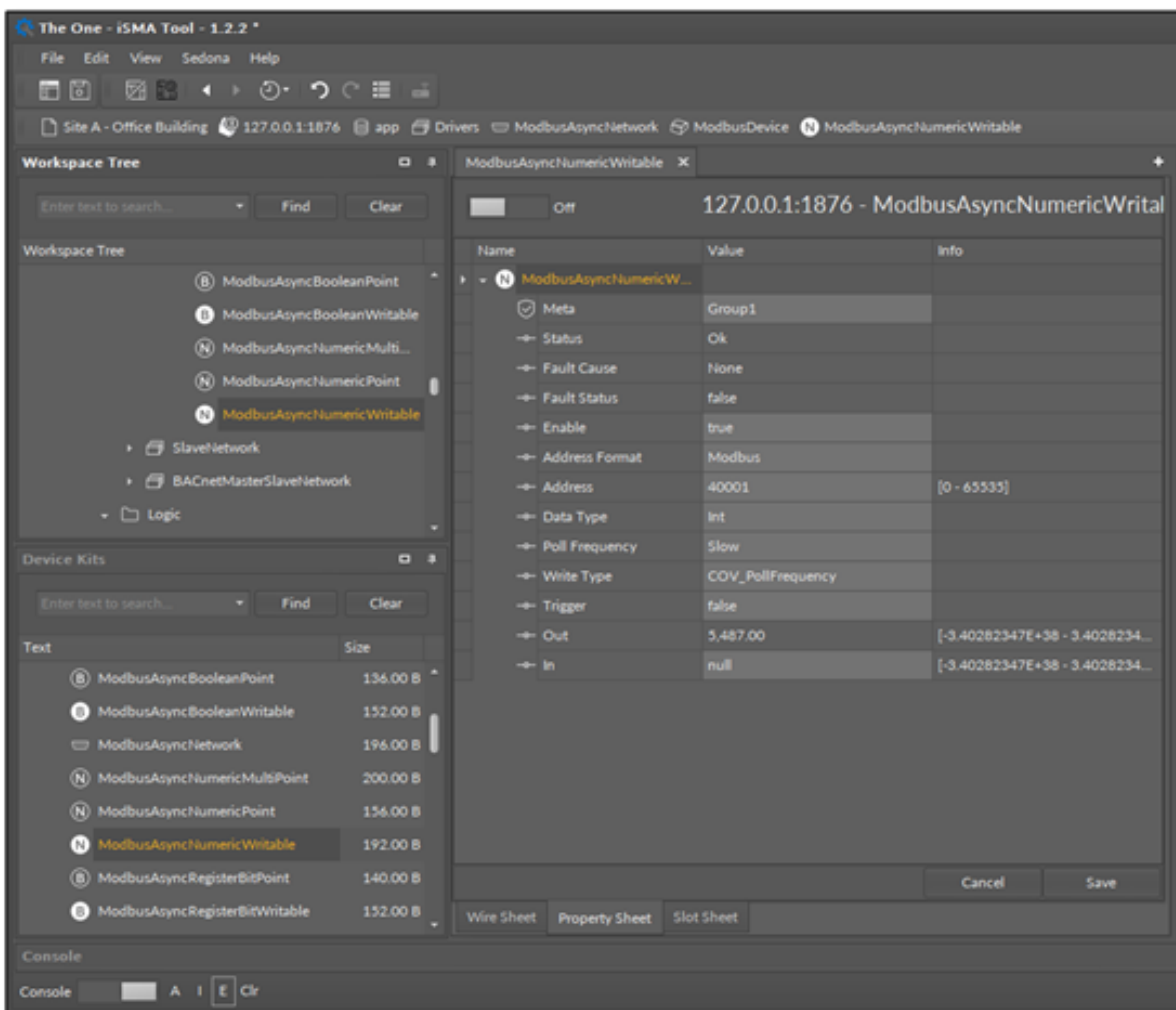 The One - iSMA Tool - 1.2.2 *
File Edit View Sedona Help
Site A - Office Building 127.0.0.1:1876 app Drivers ModbusAsyncNetwork ModbusDevice N ModbusAsyncNumericWritable
Workspace Tree
Enter text to search... Find Clear
Workspace Tree
B ModbusAsyncBooleanPoint
B ModbusAsyncBooleanWritable
N ModbusAsyncNumericMulti...
N ModbusAsyncNumericPoint
N ModbusAsyncNumericWritable
SlaveNetwork
BACnetMasterSlaveNetwork
Logic
Device Kits
Enter text to search... Find Clear
Text Size
B ModbusAsyncBooleanPoint 136.00 B
B ModbusAsyncBooleanWritable 152.00 B
ModbusAsyncNetwork 196.00 B
N ModbusAsyncNumericMultiPoint 200.00 B
N ModbusAsyncNumericPoint 156.00 B
N ModbusAsyncNumericWritable 192.00 B
B ModbusAsyncRegisterBitPoint 140.00 B
B ModbusAsyncRegisterBitWritable 152.00 B
ModbusAsyncNumericWritable
Off 127.0.0.1:1876 - ModbusAsyncNumericWrital
Name Value Info
N ModbusAsyncNumericW...
Meta Group1
Status Ok
Fault Cause None
Fault Status false
Enable true
Address Format Modbus
Address 40001 [0 - 65535]
Data Type Int
Poll Frequency Slow
Write Type COV_PollFrequency
Trigger false
Out 5,487.00 [-3.40282347E+38 - 3.4028234...
In null [-3.40282347E+38 - 3.4028234...
Cancel Save
Wire Sheet Property Sheet Slot Sheet
Console
Console A I E Clr